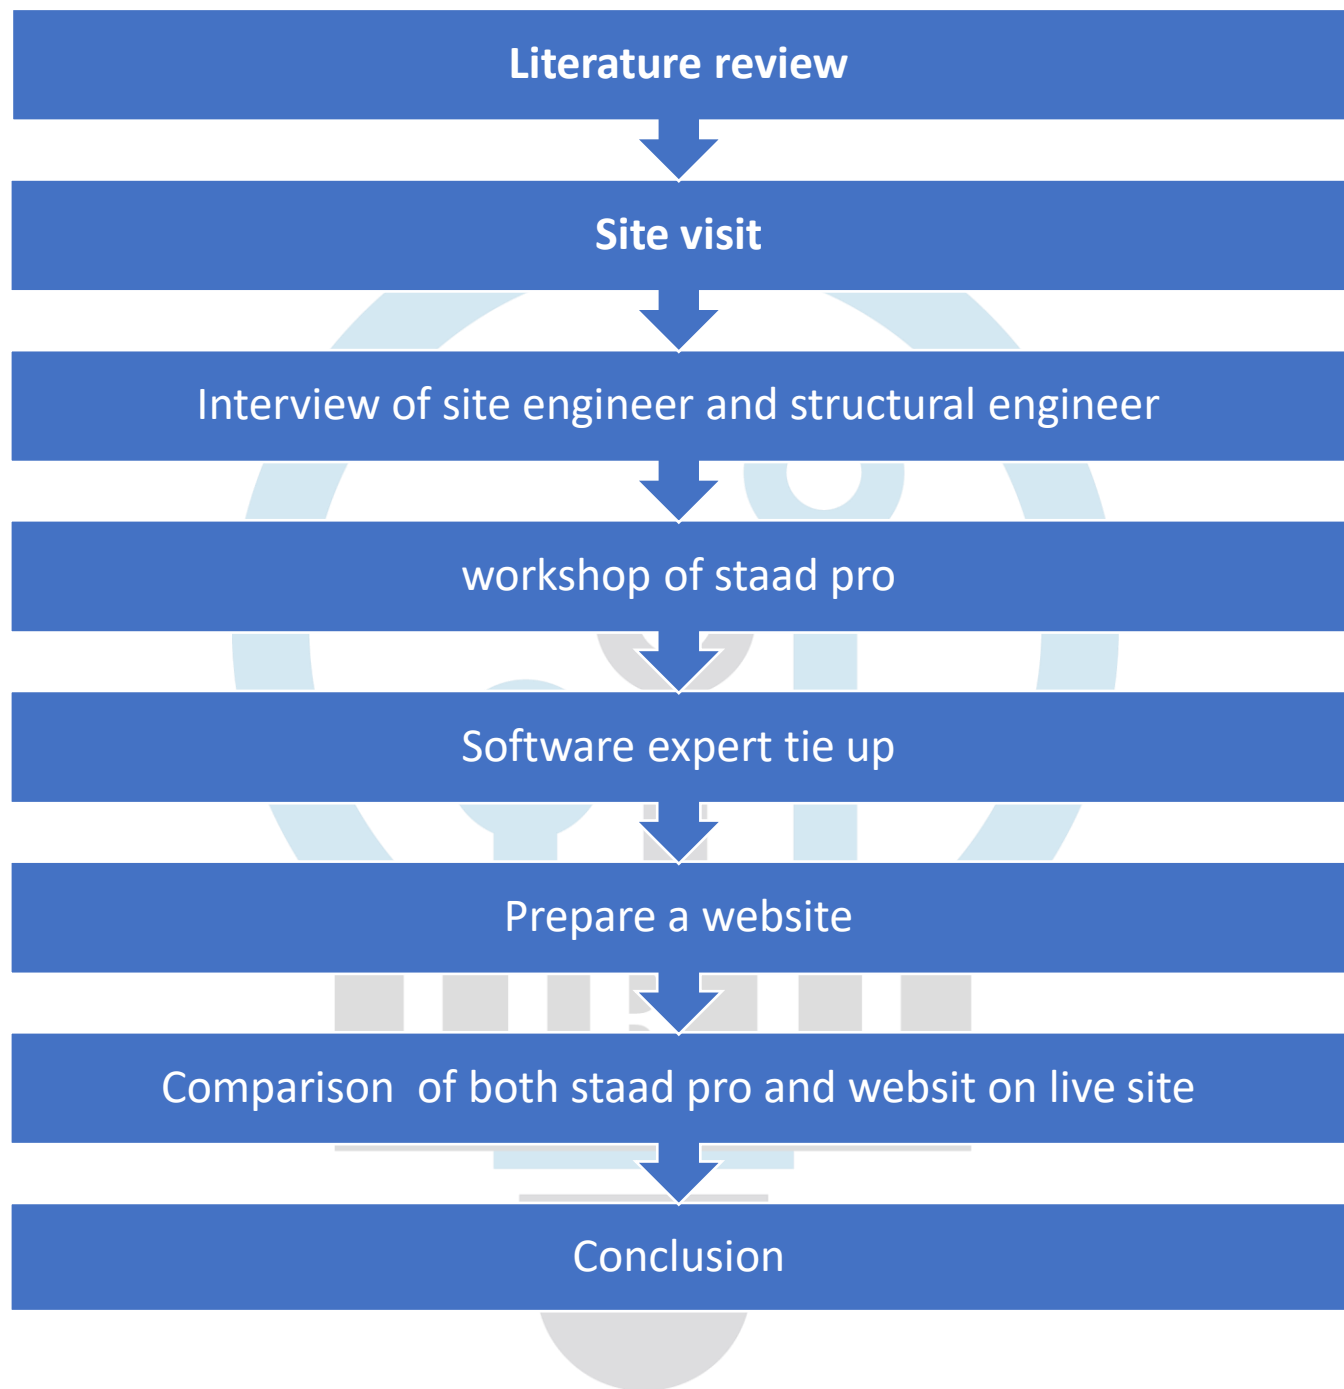 Literature review
Site visit
Interview of site engineer and structural engineer
workshop of staad pro
Software expert tie up
Prepare a website
Comparison  of both staad pro and websit on live site
Conclusion